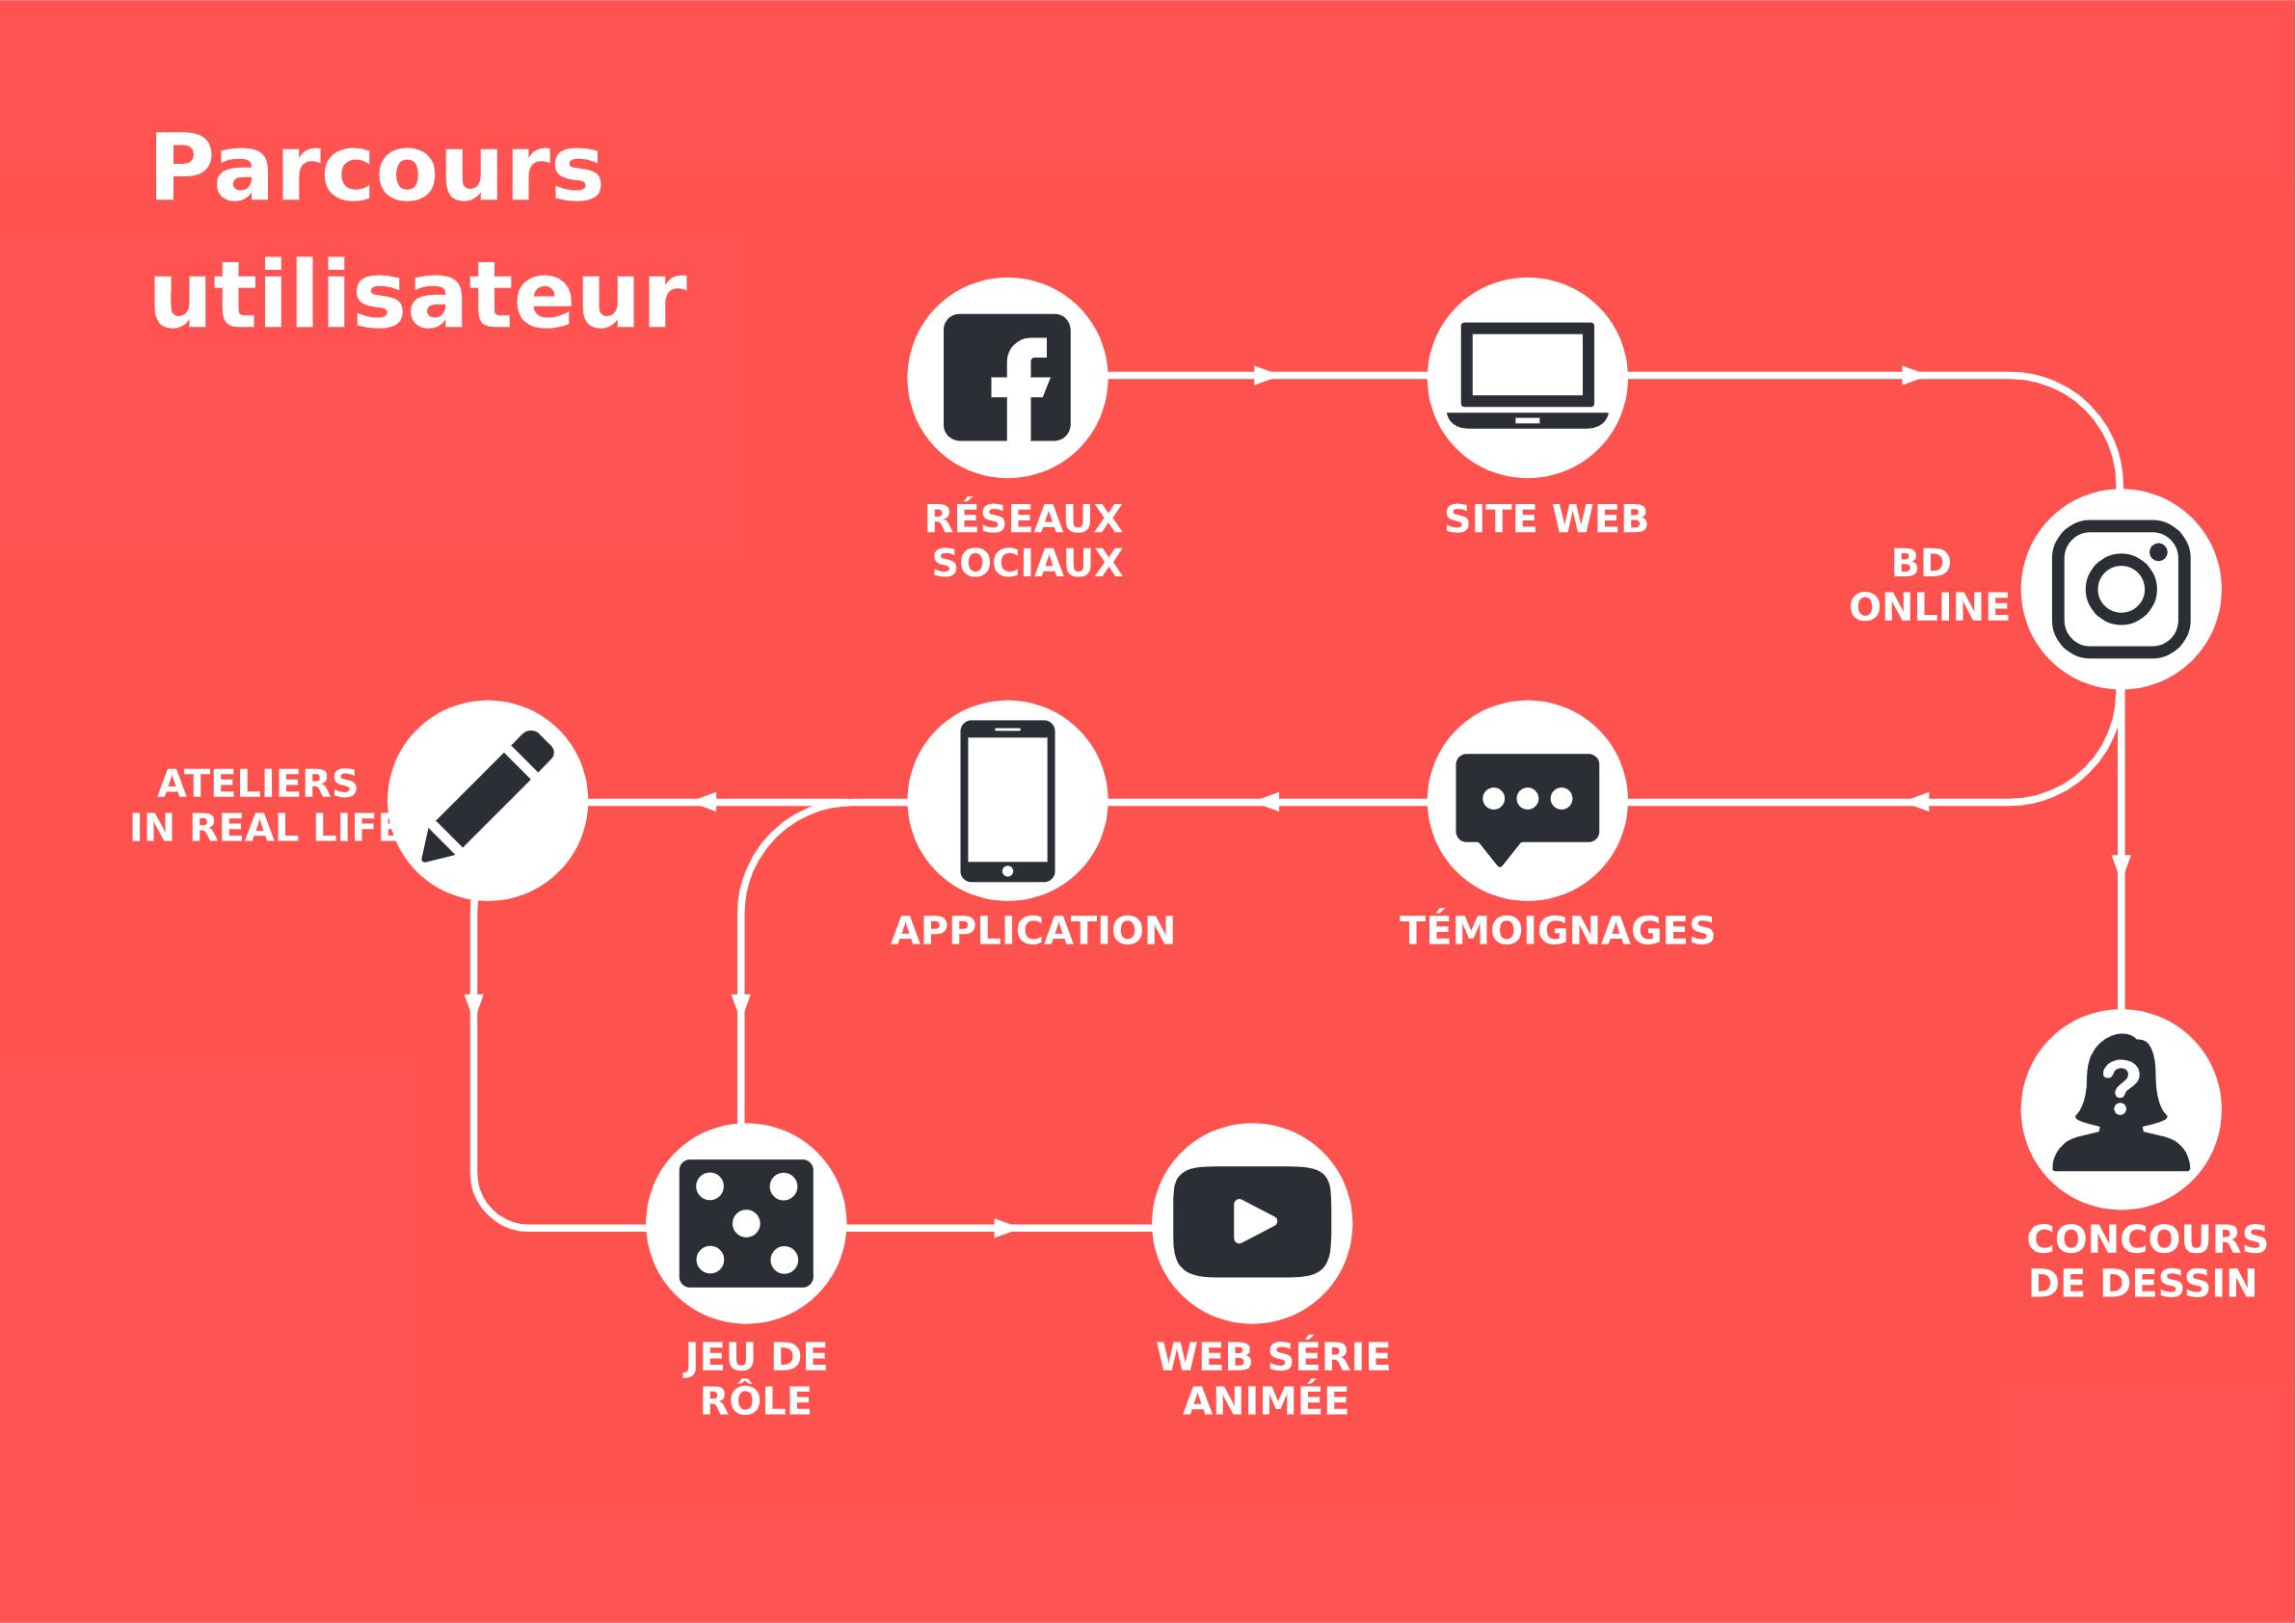 Parcours
utilisateur
RÉSEAUX
SOCIAUX
SITE WEB
BD
ONLINE
ATELIERS
IN REAL LIFE
APPLICATION
TÉMOIGNAGES
?
CONCOURS
DE DESSIN
JEU DE
RÔLE
WEB SÉRIE
ANIMÉE